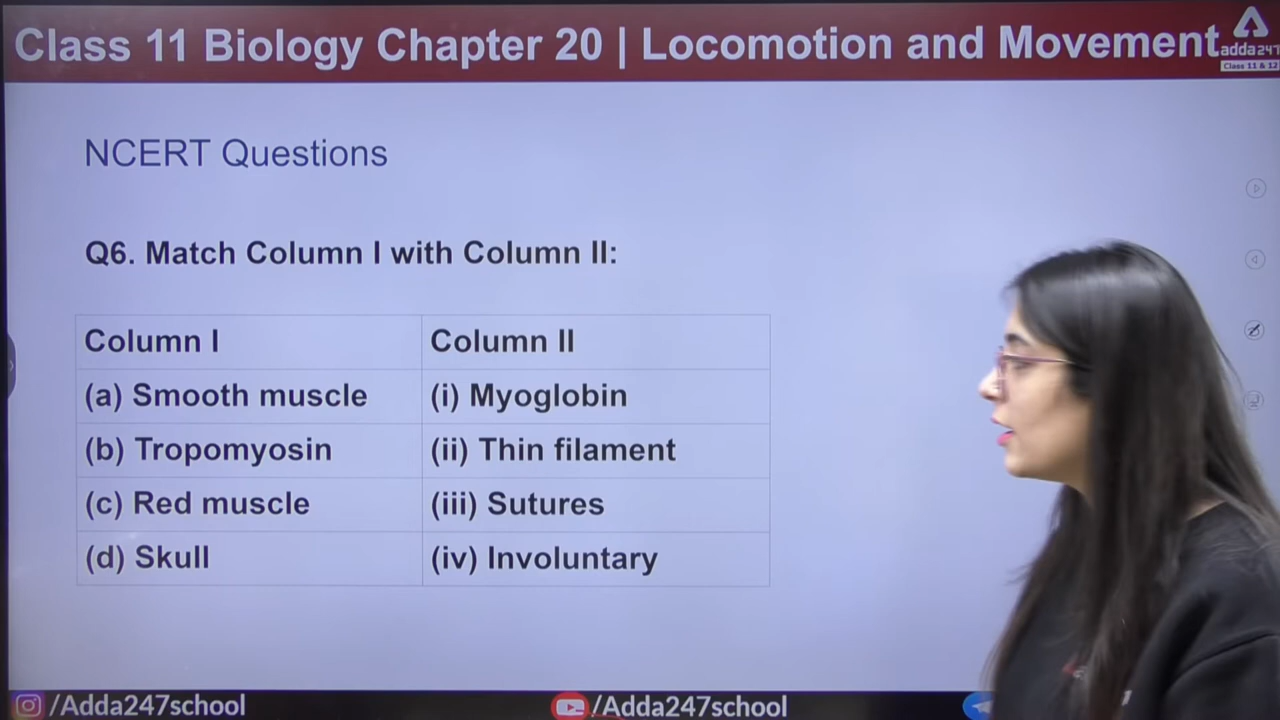 Class 11 Biology Chapter 20 | Locomotion and Movement
adda247
Class 11 & 12
NCERT Questions
Q6. Match Column I with Column II:
Column I Column II
(a) Smooth muscle (i) Myoglobin
(b) Tropomyosin (ii) Thin filament
(c) Red muscle (iii) Sutures
(d) Skull (iv) Involuntary
/Adda247school /Adda247school